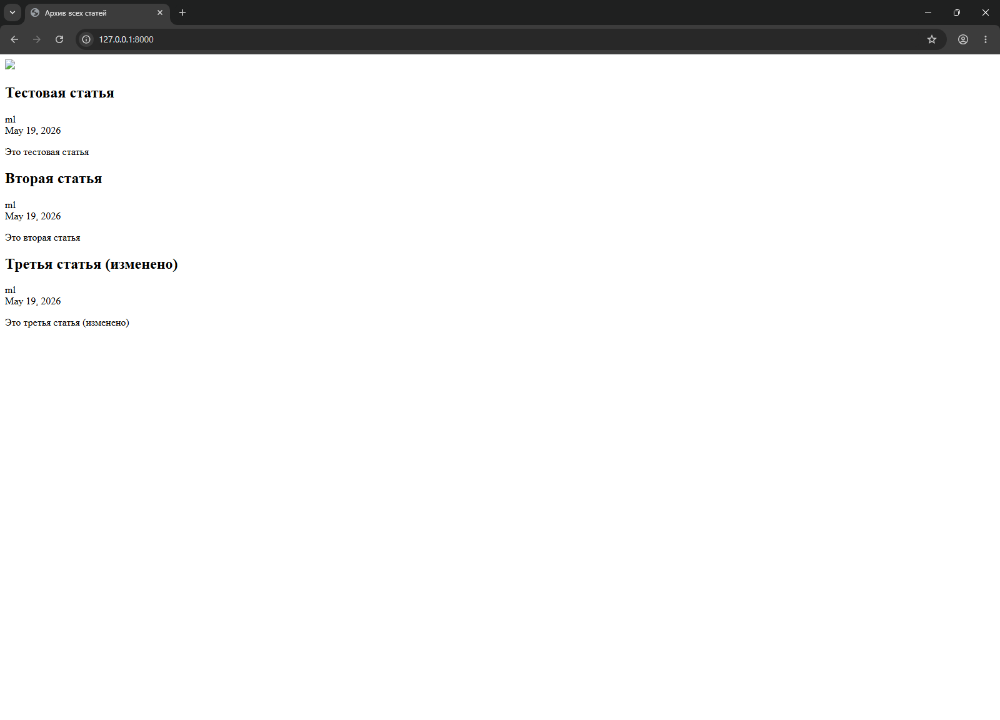 Архив всех статей
127.0.0.1:8000
Тестовая статья
ml
May 19, 2026
Это тестовая статья
Вторая статья
ml
May 19, 2026
Это вторая статья
Третья статья (изменено)
ml
May 19, 2026
Это третья статья (изменено)